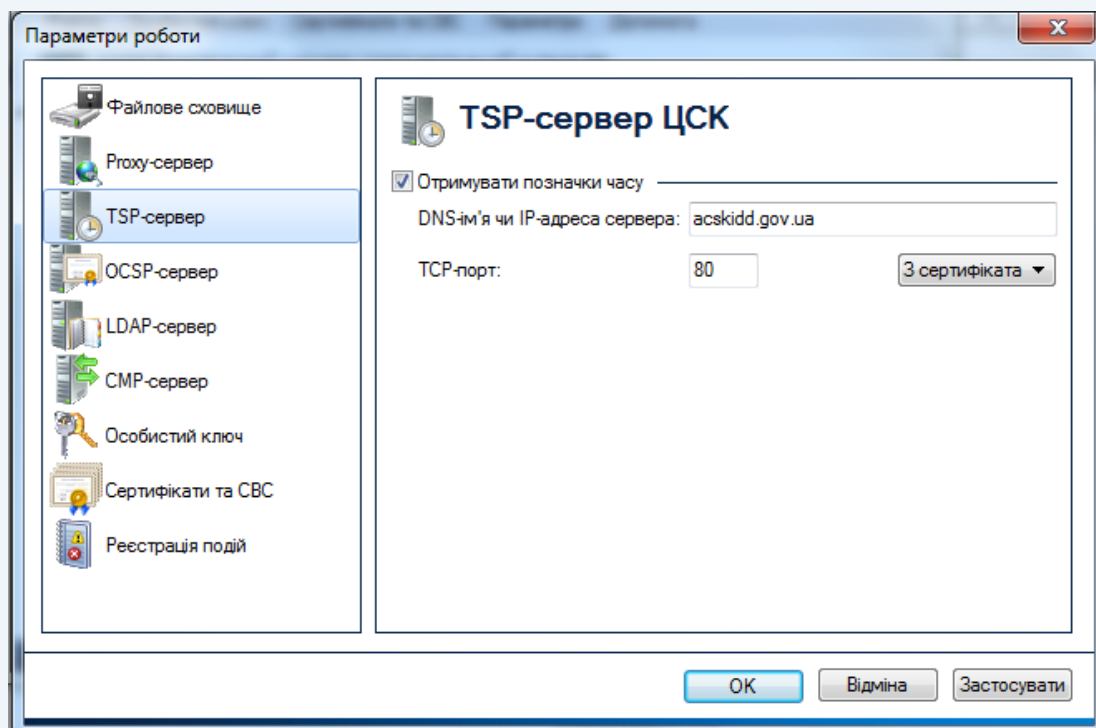 Параметри роботи
Файлове сховище
Proxy-сервер
TSP-сервер
OCSP-сервер
LDAP-сервер
CMP-сервер
Особистий ключ
Сертифікати та СВС
Реєстрація подій
TSP-сервер ЦСК
Отримувати позначки часу
DNS-ім'я чи IP-адреса сервера: acskidd.gov.ua
TCP-порт: 80 З сертифіката
OK Відміна Застосувати